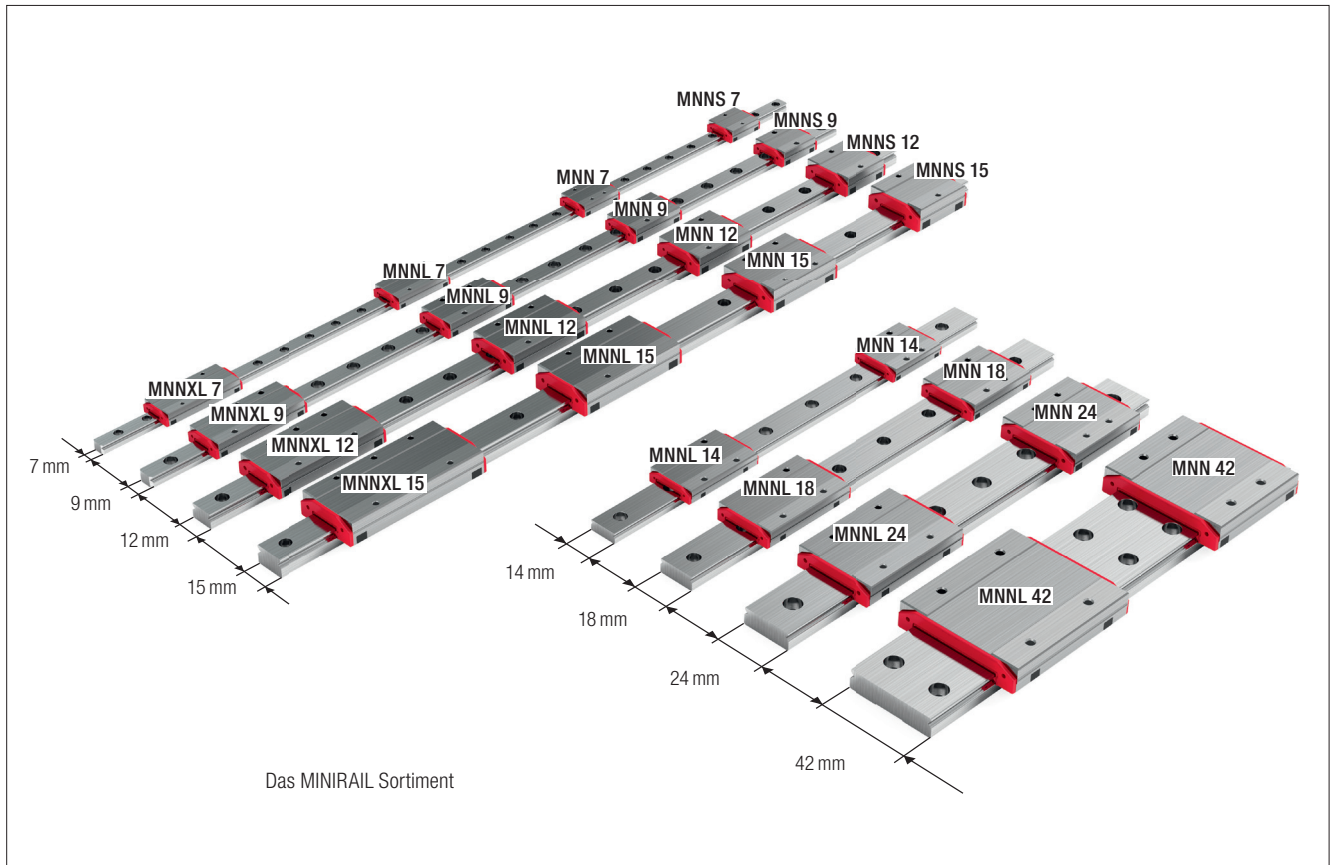 MNNS 7
MNNS 9
MNNS 12
MNNS 15
MNN 7
MNN 9
MNN 12
MNN 15
MNNL 7
MNNL 9
MNNL 12
MNNL 15
MNNXL 7
MNNXL 9
MNNXL 12
MNNXL 15
7 mm
9 mm
12 mm
15 mm
MNN 14
MNN 18
MNN 24
MNN 42
MNNL 14
MNNL 18
MNNL 24
MNNL 42
14 mm
18 mm
24 mm
42 mm
Das MINIRAIL Sortiment